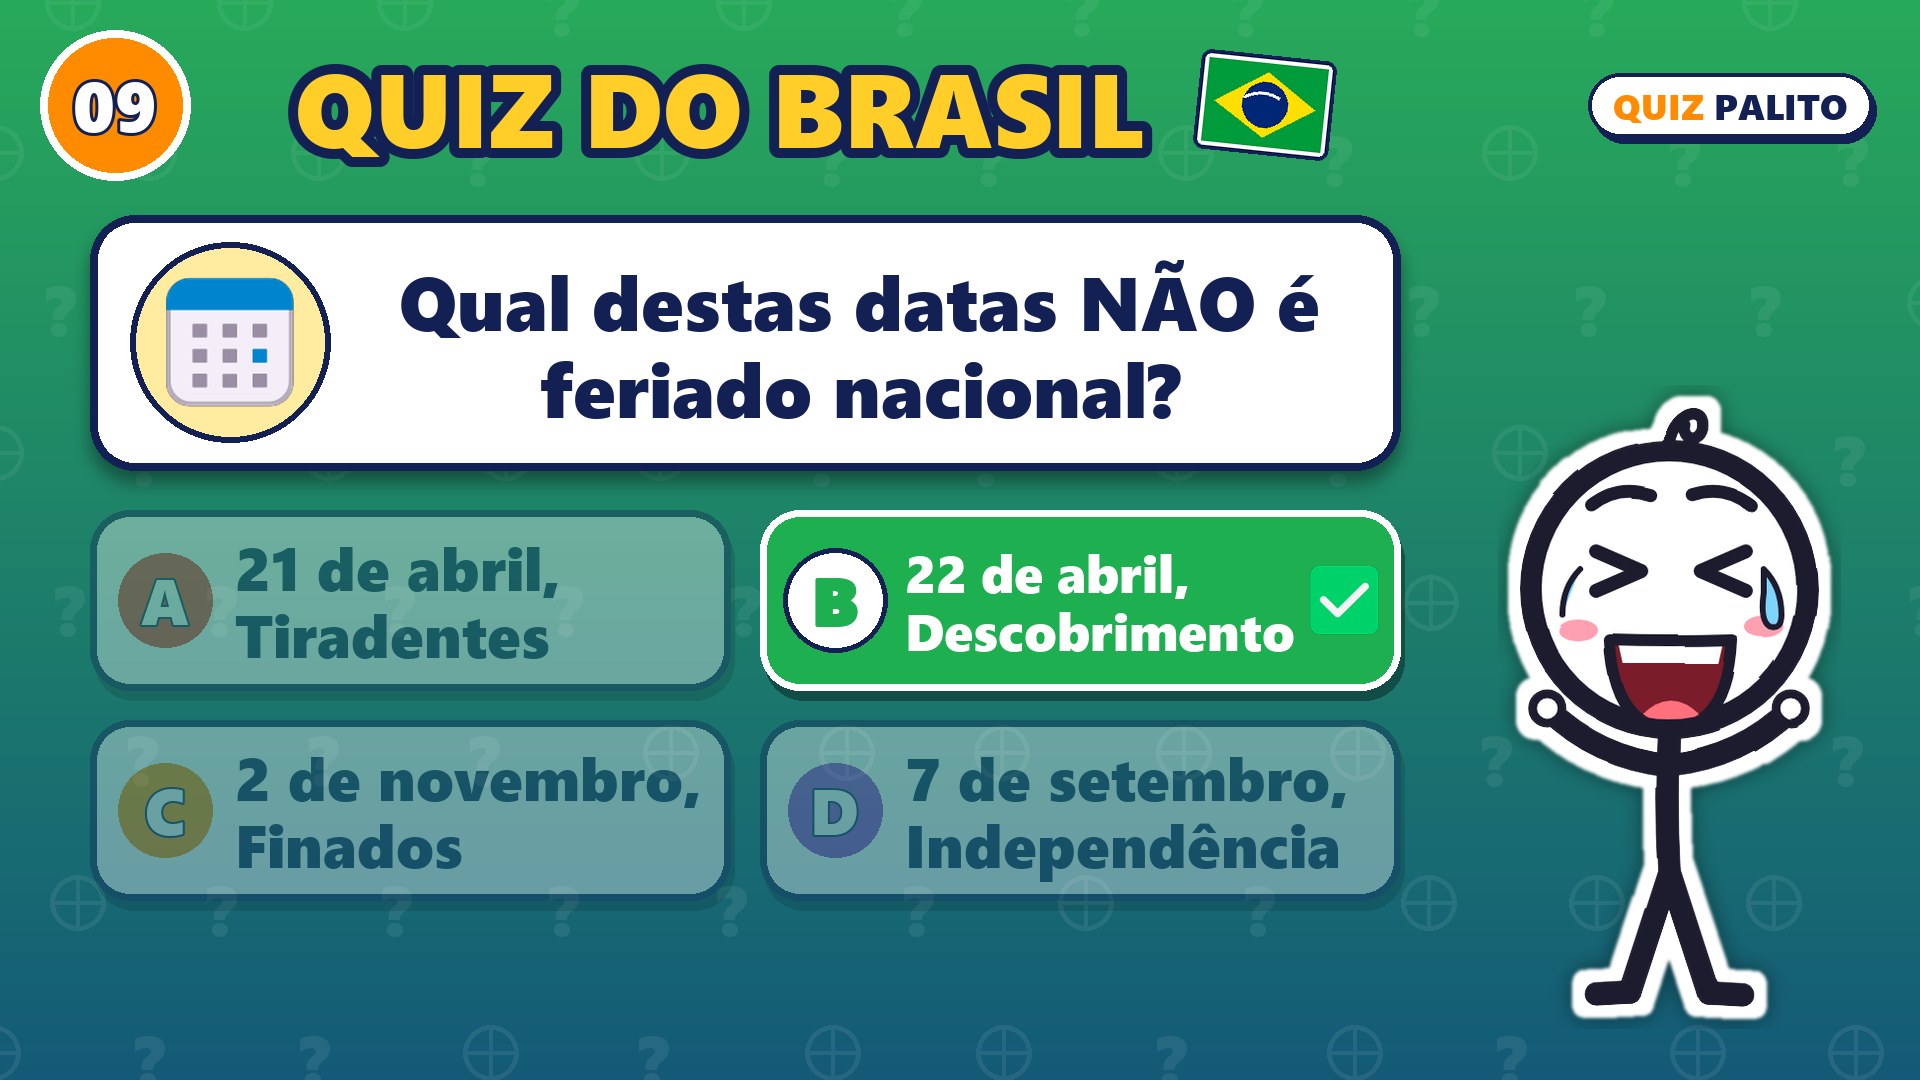 09
QUIZ DO BRASIL
QUIZ PALITO
Qual destas datas NÃO é
feriado nacional?
A
21 de abril,
Tiradentes
B
22 de abril,
Descobrimento
C
2 de novembro,
Finados
D
7 de setembro,
Independência